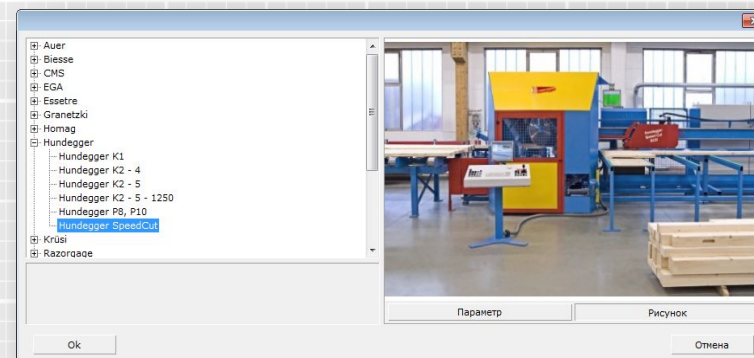 Auer
Biesse
CMS
EGA
Essetre
Granetzki
Homag
Hundegger
Hundegger K1
Hundegger K2 - 4
Hundegger K2 - 5
Hundegger K2 - 5 - 1250
Hundegger P8, P10
Hundegger SpeedCut
Krüsi
Razorgage
Параметр
Рисунок
Ok
Отмена